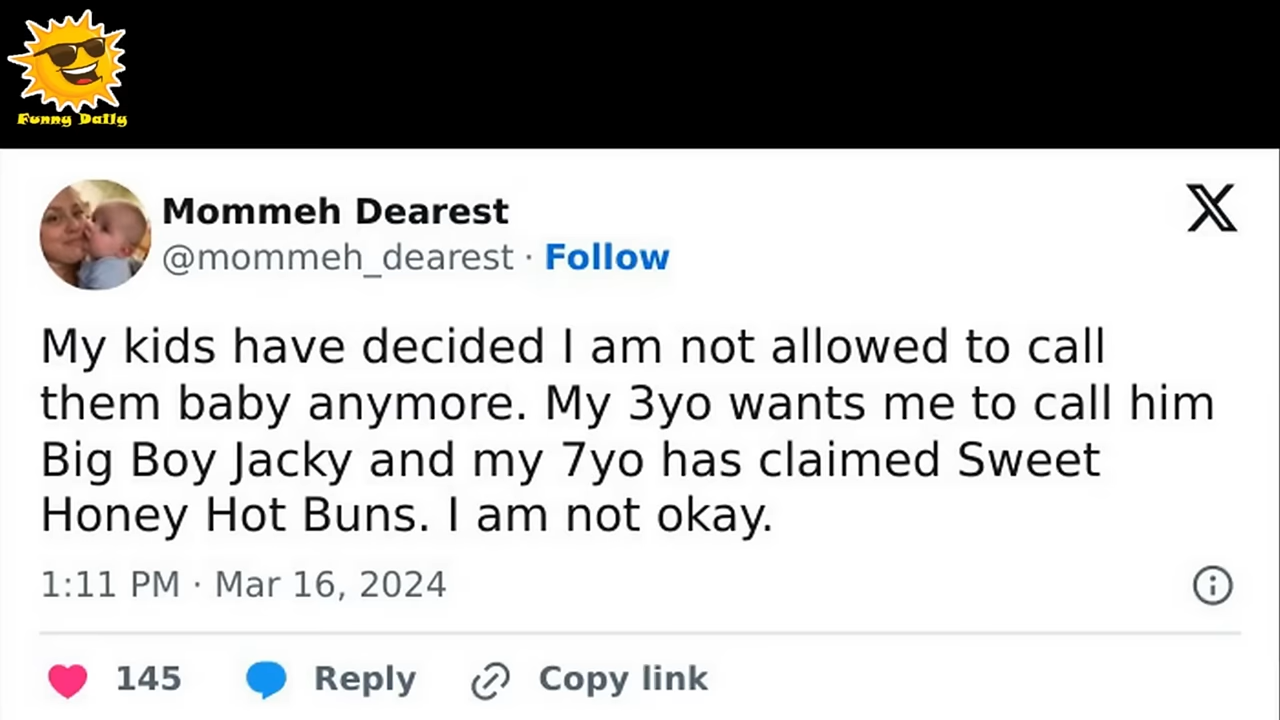 Funny Daily
Mommeh Dearest
@mommeh_dearest · Follow
My kids have decided I am not allowed to call
them baby anymore. My 3yo wants me to call him
Big Boy Jacky and my 7yo has claimed Sweet
Honey Hot Buns. I am not okay.
1:11 PM · Mar 16, 2024
145 Reply Copy link